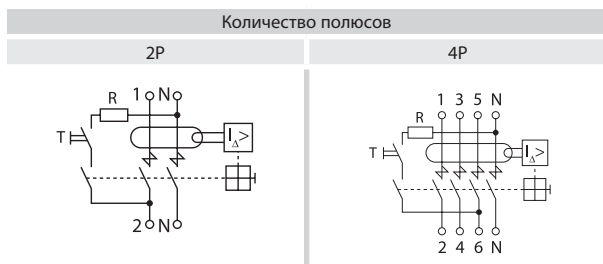 Количество полюсов
2P 4P
1 N
R
T
I△>
2 N
1 3 5 N
R
T
I△>
2 4 6 N